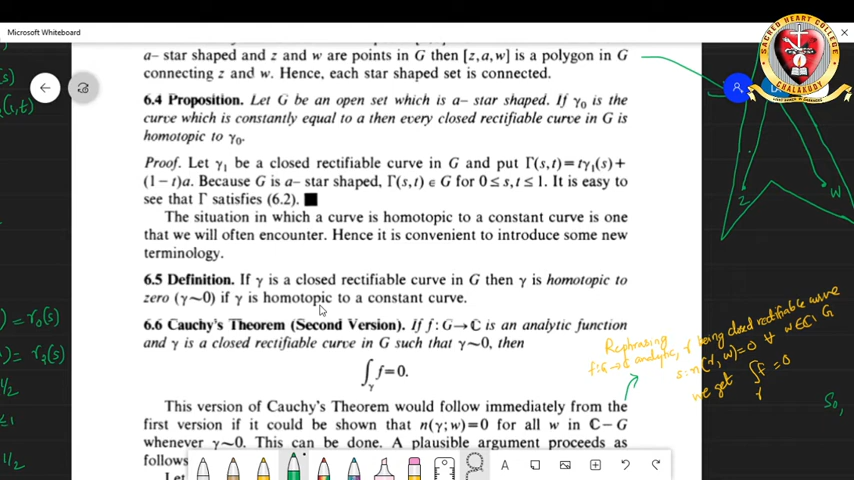 Microsoft Whiteboard
SACRED HEART COLLEGE
CHALAKUDY
a– star shaped and z and w are points in G then [z, a, w] is a polygon in G
connecting z and w. Hence, each star shaped set is connected.
6.4 Proposition. Let G be an open set which is a– star shaped. If γ₀ is the
curve which is constantly equal to a then every closed rectifiable curve in G is
homotopic to γ₀.
Proof. Let γ₁ be a closed rectifiable curve in G and put Γ(s, t)=tγ₁(s)+
(1−t)a. Because G is a– star shaped, Γ(s, t) ∈ G for 0 ≤ s, t ≤ 1. It is easy to
see that Γ satisfies (6.2). ■
The situation in which a curve is homotopic to a constant curve is one
that we will often encounter. Hence it is convenient to introduce some new
terminology.
6.5 Definition. If γ is a closed rectifiable curve in G then γ is homotopic to
zero (γ∼0) if γ is homotopic to a constant curve.
6.6 Cauchy's Theorem (Second Version). If f: G→ℂ is an analytic function
and γ is a closed rectifiable curve in G such that γ∼0, then
∫γ f=0.
This version of Cauchy's Theorem would follow immediately from the
first version if it could be shown that n(γ; w)=0 for all w in ℂ−G
whenever γ∼0. This can be done. A plausible argument proceeds as
follows
(s)
(1,t)
) = r₀(s)
) = r₂(s)
1/2
≤1
1/2
z
w
Rephrasing
f: G→ℂ analytic, γ being closed rectifiable curve
s: n(γ, w)=0 ∀ w∈ℂ\G
we get ∫γ f = 0
So,
A